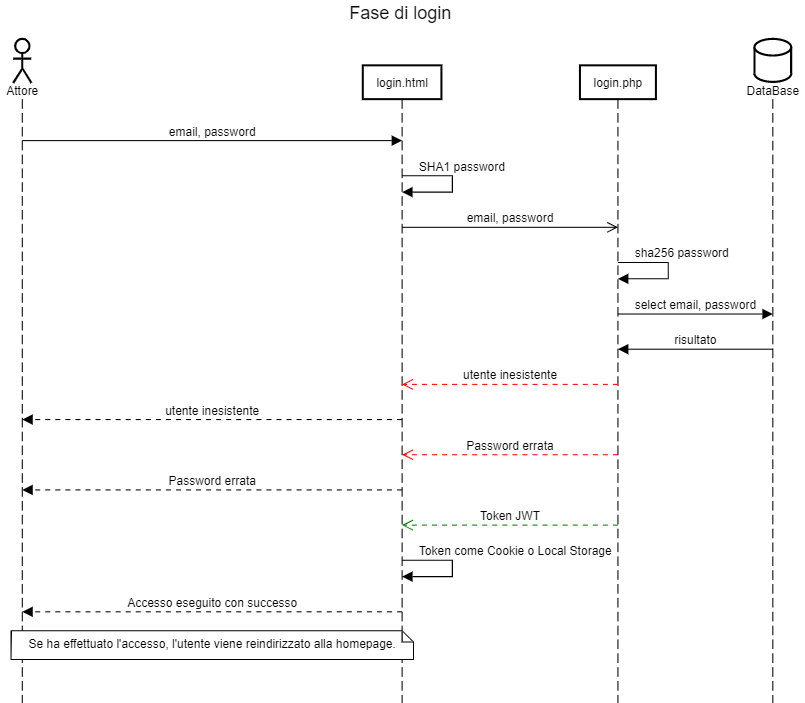 Fase di login
Attore
login.html
login.php
DataBase
email, password
SHA1 password
email, password
sha256 password
select email, password
risultato
utente inesistente
utente inesistente
Password errata
Password errata
Token JWT
Token come Cookie o Local Storage
Accesso eseguito con successo
Se ha effettuato l'accesso, l'utente viene reindirizzato alla homepage.